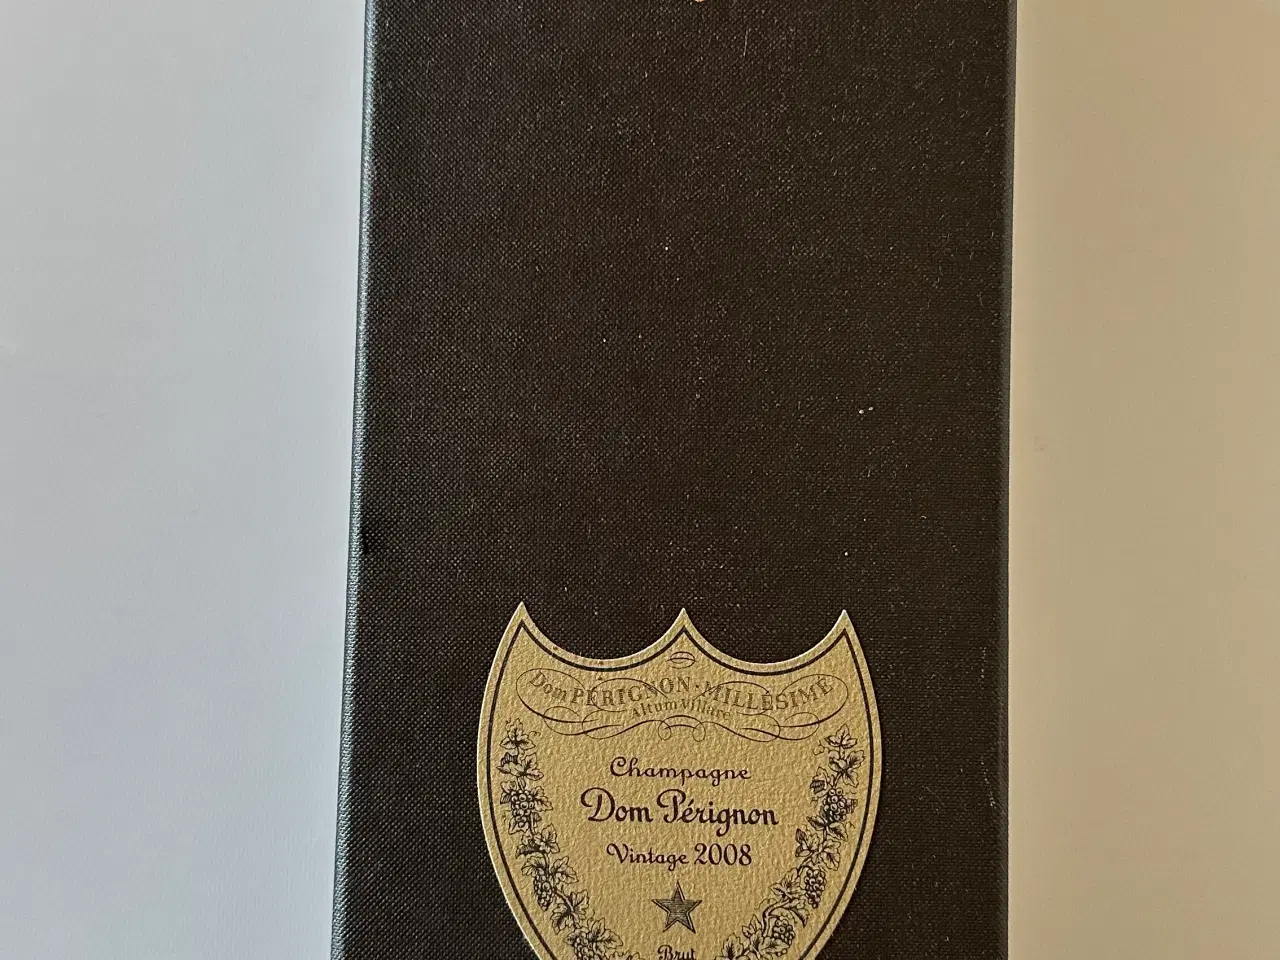 Dom PÉRIGNON-MILLÉSIMÉ
Altum Villare
Champagne
Dom Pérignon
Vintage 2008
Brut